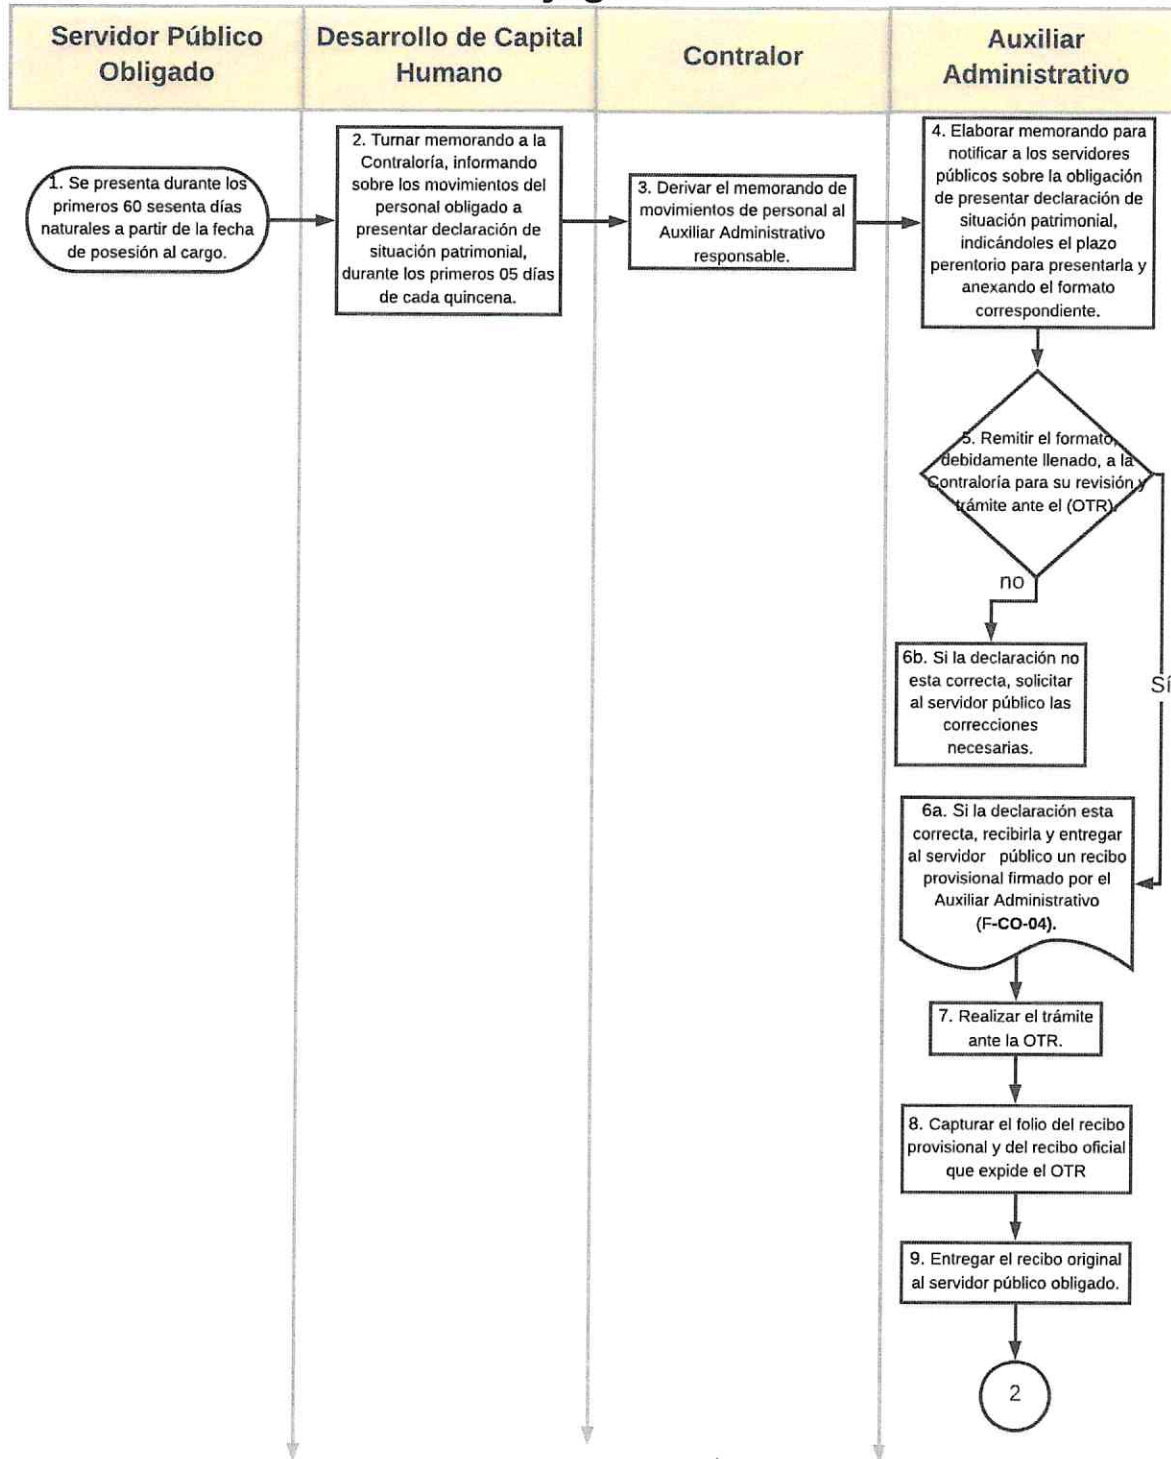 Servidor Público
Obligado
Desarrollo de Capital
Humano
Contralor
Auxiliar
Administrativo
1. Se presenta durante los
primeros 60 sesenta días
naturales a partir de la fecha
de posesión al cargo.
2. Turnar memorando a la
Contraloría, informando
sobre los movimientos del
personal obligado a
presentar declaración de
situación patrimonial,
durante los primeros 05 días
de cada quincena.
3. Derivar el memorando de
movimientos de personal al
Auxiliar Administrativo
responsable.
4. Elaborar memorando para
notificar a los servidores
públicos sobre la obligación
de presentar declaración de
situación patrimonial,
indicándoles el plazo
perentorio para presentarla y
anexando el formato
correspondiente.
5. Remitir el formato,
debidamente llenado, a la
Contraloría para su revisión y
trámite ante el (OTR).
no
Sí
6b. Si la declaración no
esta correcta, solicitar
al servidor público las
correcciones
necesarias.
6a. Si la declaración esta
correcta, recibirla y entregar
al servidor público un recibo
provisional firmado por el
Auxiliar Administrativo
(F-CO-04).
7. Realizar el trámite
ante la OTR.
8. Capturar el folio del recibo
provisional y del recibo oficial
que expide el OTR
9. Entregar el recibo original
al servidor público obligado.
2